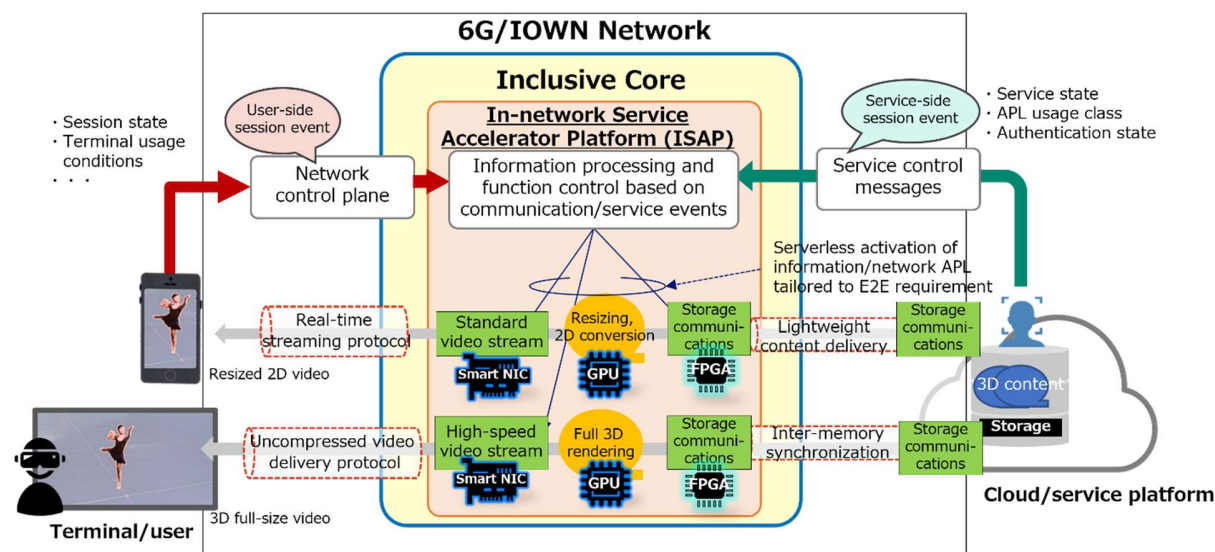 6G/IOWN Network
Inclusive Core
In-network Service
Accelerator Platform (ISAP)
User-side
session event
Service-side
session event
・Session state
・Terminal usage
conditions
・・・
・Service state
・APL usage class
・Authentication state
Network
control plane
Information processing and
function control based on
communication/service events
Service control
messages
Serverless activation of
information/network APL
tailored to E2E requirement
Real-time
streaming protocol
Standard
video stream
Smart NIC
Resizing,
2D conversion
GPU
Storage
communi-
cations
FPGA
Lightweight
content delivery
Storage
communi-
cations
3D content
Storage
Resized 2D video
Uncompressed video
delivery protocol
High-speed
video stream
Smart NIC
Full 3D
rendering
GPU
Storage
communi-
cations
FPGA
Inter-memory
synchronization
Storage
communi-
cations
Cloud/service platform
Terminal/user
3D full-size video